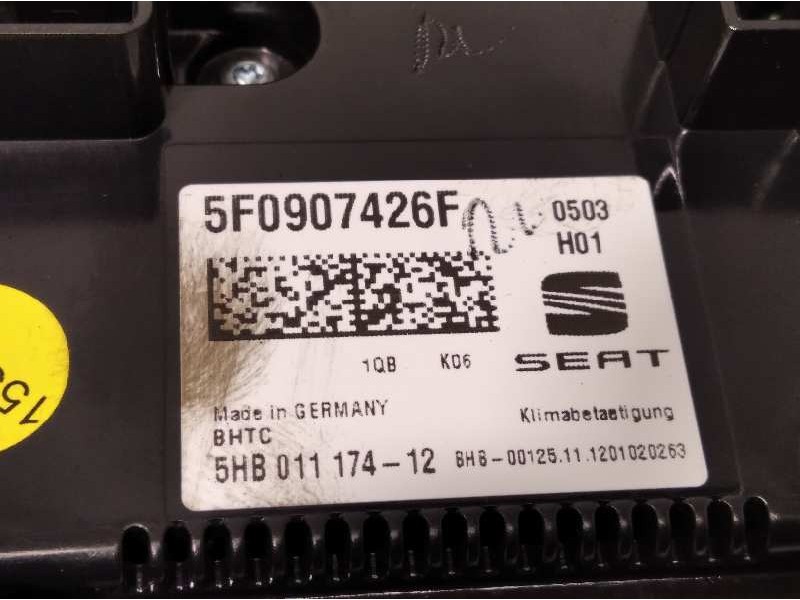 5F0907426F 0503
H01
1QB K06
SEAT
Made in GERMANY Klimabetaetigung
BHTC
5HB 011 174-12 BHB-00125.11.1201020263